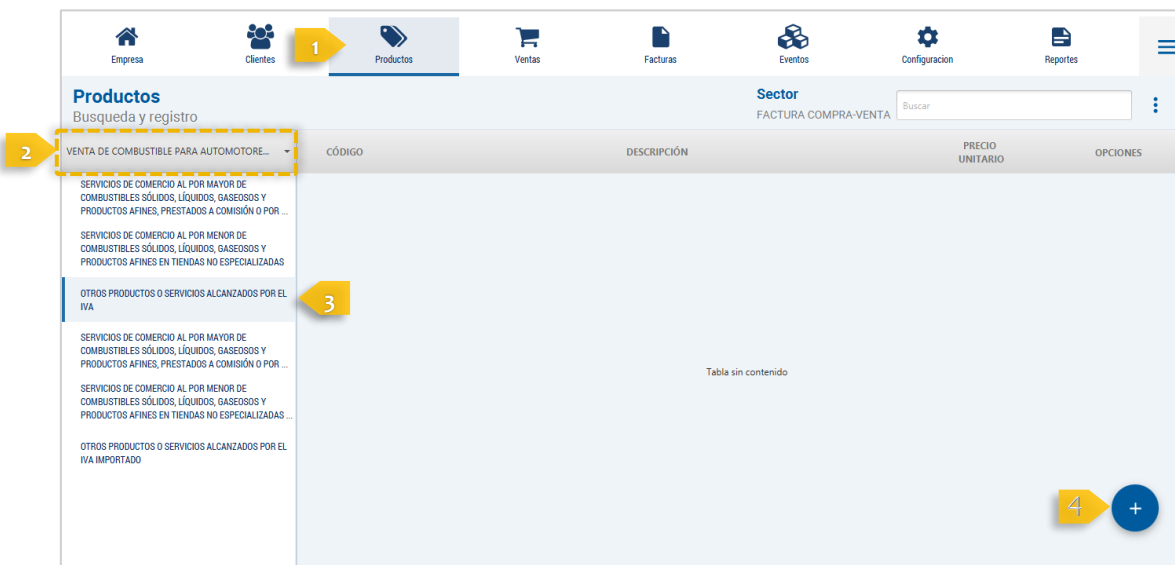 Empresa
Clientes
1
Productos
Ventas
Facturas
Eventos
Configuracion
Reportes
Productos
Busqueda y registro
Sector
FACTURA COMPRA-VENTA
Buscar
2
VENTA DE COMBUSTIBLE PARA AUTOMOTORE...
CÓDIGO
DESCRIPCIÓN
PRECIO
UNITARIO
OPCIONES
SERVICIOS DE COMERCIO AL POR MAYOR DE
COMBUSTIBLES SÓLIDOS, LÍQUIDOS, GASEOSOS Y
PRODUCTOS AFINES, PRESTADOS A COMISIÓN O POR ...
SERVICIOS DE COMERCIO AL POR MENOR DE
COMBUSTIBLES SÓLIDOS, LÍQUIDOS, GASEOSOS Y
PRODUCTOS AFINES EN TIENDAS NO ESPECIALIZADAS
OTROS PRODUCTOS O SERVICIOS ALCANZADOS POR EL
IVA
3
SERVICIOS DE COMERCIO AL POR MAYOR DE
COMBUSTIBLES SÓLIDOS, LÍQUIDOS, GASEOSOS Y
PRODUCTOS AFINES, PRESTADOS A COMISIÓN O POR ...
SERVICIOS DE COMERCIO AL POR MENOR DE
COMBUSTIBLES SÓLIDOS, LÍQUIDOS, GASEOSOS Y
PRODUCTOS AFINES EN TIENDAS NO ESPECIALIZADAS ...
OTROS PRODUCTOS O SERVICIOS ALCANZADOS POR EL
IVA IMPORTADO
Tabla sin contenido
4
+